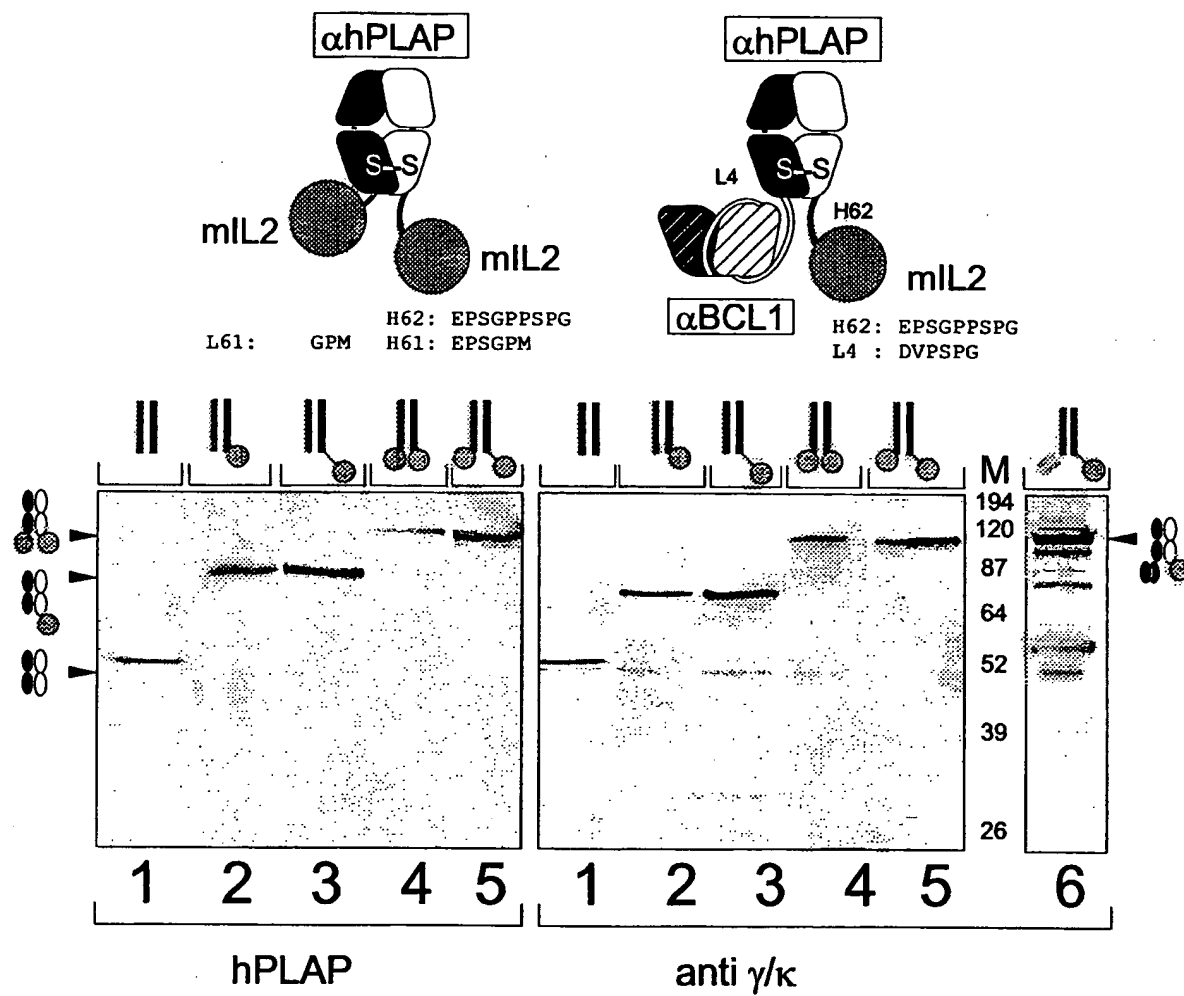 αhPLAP αhPLAP
S--S S--S
L4
H62
mIL2 mIL2 mIL2
αBCL1
H62: EPSGPPSPG
L61: GPM H61: EPSGPM
H62: EPSGPPSPG
L4 : DVPSPG
M
194
120
87
64
52
39
26
1 2 3 4 5 1 2 3 4 5 6
hPLAP anti γ/κ